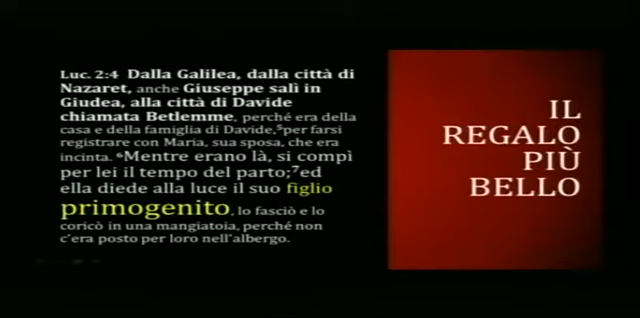 Luc. 2:4 Dalla Galilea, dalla città di
Nazaret, anche Giuseppe salì in
Giudea, alla città di Davide
chiamata Betlemme, perché era della
casa e della famiglia di Davide,⁵per farsi
registrare con Maria, sua sposa, che era
incinta. ⁶Mentre erano là, si compì
per lei il tempo del parto;⁷ed
ella diede alla luce il suo figlio
primogenito, lo fasciò e lo
coricò in una mangiatoia, perché non
c'era posto per loro nell'albergo.
IL
REGALO
PIÙ
BELLO